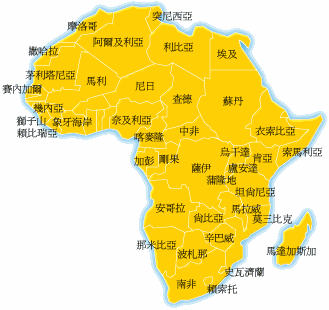 突尼西亞
摩洛哥
阿爾及利亞
利比亞
埃及
撒哈拉
茅利塔尼亞
馬利
尼日
查德
蘇丹
塞內加爾
幾內亞
獅子山
象牙海岸
奈及利亞
中非
衣索比亞
賴比瑞亞
喀麥隆
烏干達
索馬利亞
加彭
剛果
肯亞
薩伊
盧安達
蒲隆地
坦尚尼亞
安哥拉
尚比亞
馬拉威
莫三比克
那米比亞
辛巴威
波札那
馬達加斯加
史瓦濟蘭
南非
賴索托